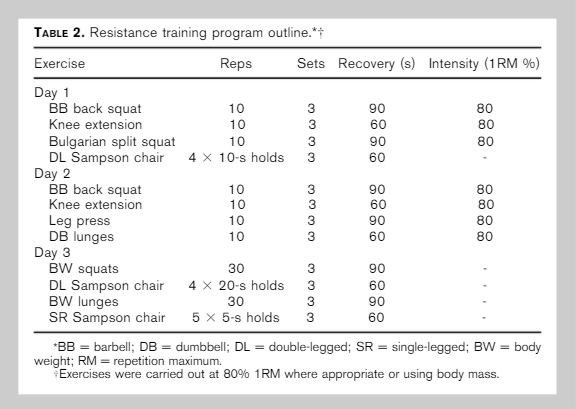 TABLE 2. Resistance training program outline.*†
Exercise Reps Sets Recovery (s) Intensity (1RM %)
Day 1
BB back squat 10 3 90 80
Knee extension 10 3 60 80
Bulgarian split squat 10 3 90 80
DL Sampson chair 4 × 10-s holds 3 60 -
Day 2
BB back squat 10 3 90 80
Knee extension 10 3 60 80
Leg press 10 3 90 80
DB lunges 10 3 60 80
Day 3
BW squats 30 3 90 -
DL Sampson chair 4 × 20-s holds 3 60 -
BW lunges 30 3 90 -
SR Sampson chair 5 × 5-s holds 3 60 -
*BB = barbell; DB = dumbbell; DL = double-legged; SR = single-legged; BW = body
weight; RM = repetition maximum.
†Exercises were carried out at 80% 1RM where appropriate or using body mass.